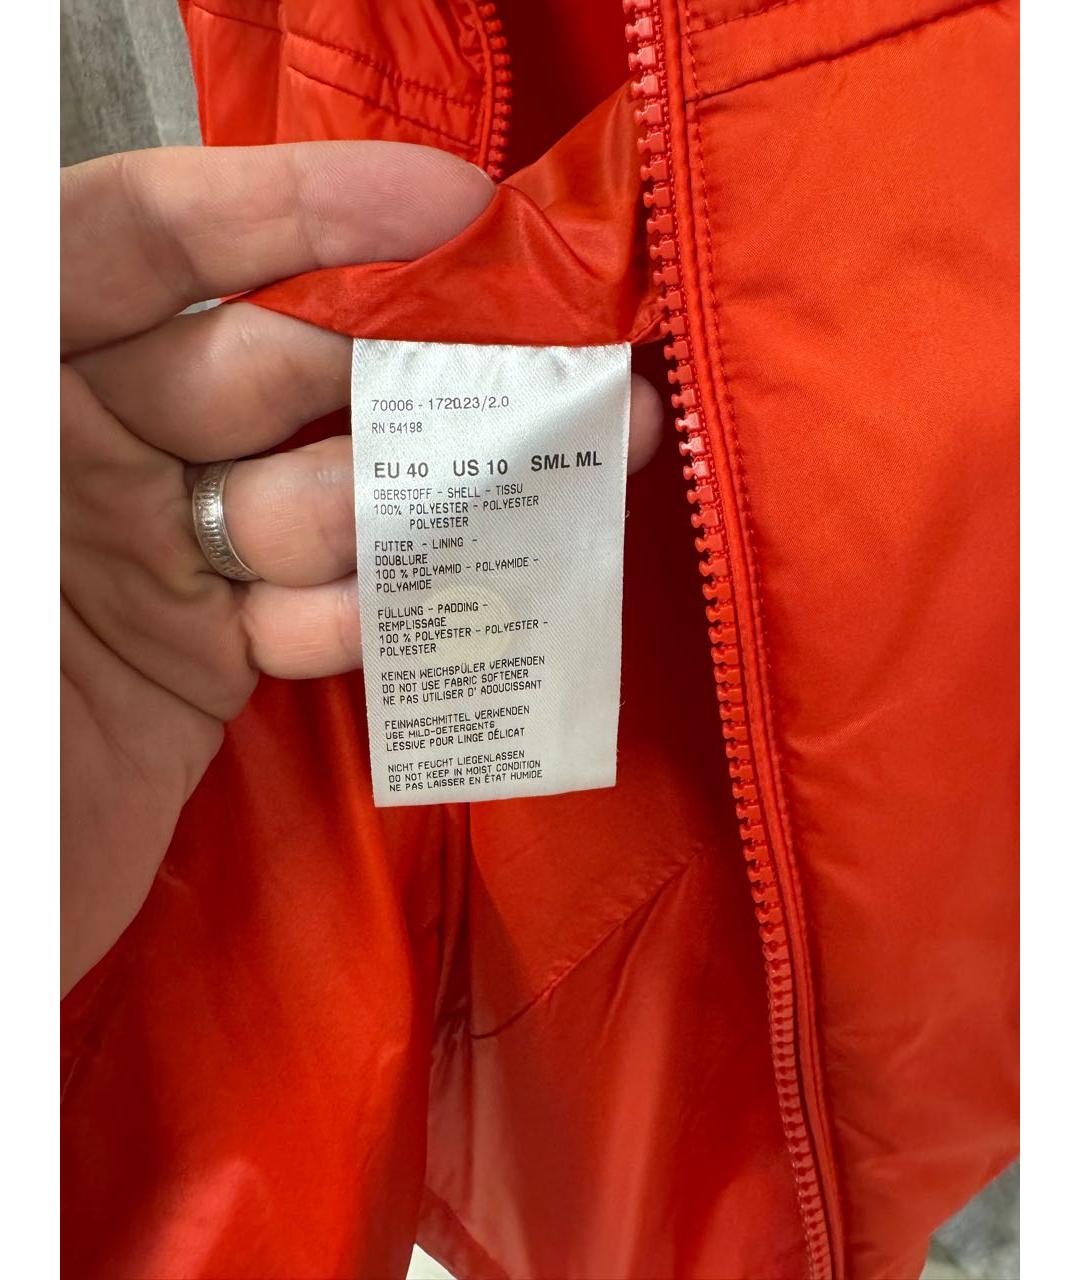 70006 - 172023/2.0
RN 54198
EU 40 US 10 SML ML
OBERSTOFF - SHELL - TISSU
100% POLYESTER - POLYESTER
POLYESTER
FUTTER - LINING -
DOUBLURE
100 % POLYAMID - POLYAMIDE -
POLYAMIDE
FÜLLUNG - PADDING -
REMPLISSAGE
100 % POLYESTER - POLYESTER -
POLYESTER
KEINEN WEICHSPÜLER VERWENDEN
DO NOT USE FABRIC SOFTENER
NE PAS UTILISER D' ADOUCISSANT
FEINWASCHMITTEL VERWENDEN
USE MILD-DETERGENTS
LESSIVE POUR LINGE DÉLICAT
NICHT FEUCHT LIEGENLASSEN
DO NOT KEEP IN MOIST CONDITION
NE PAS LAISSER EN ÉTAT HUMIDE